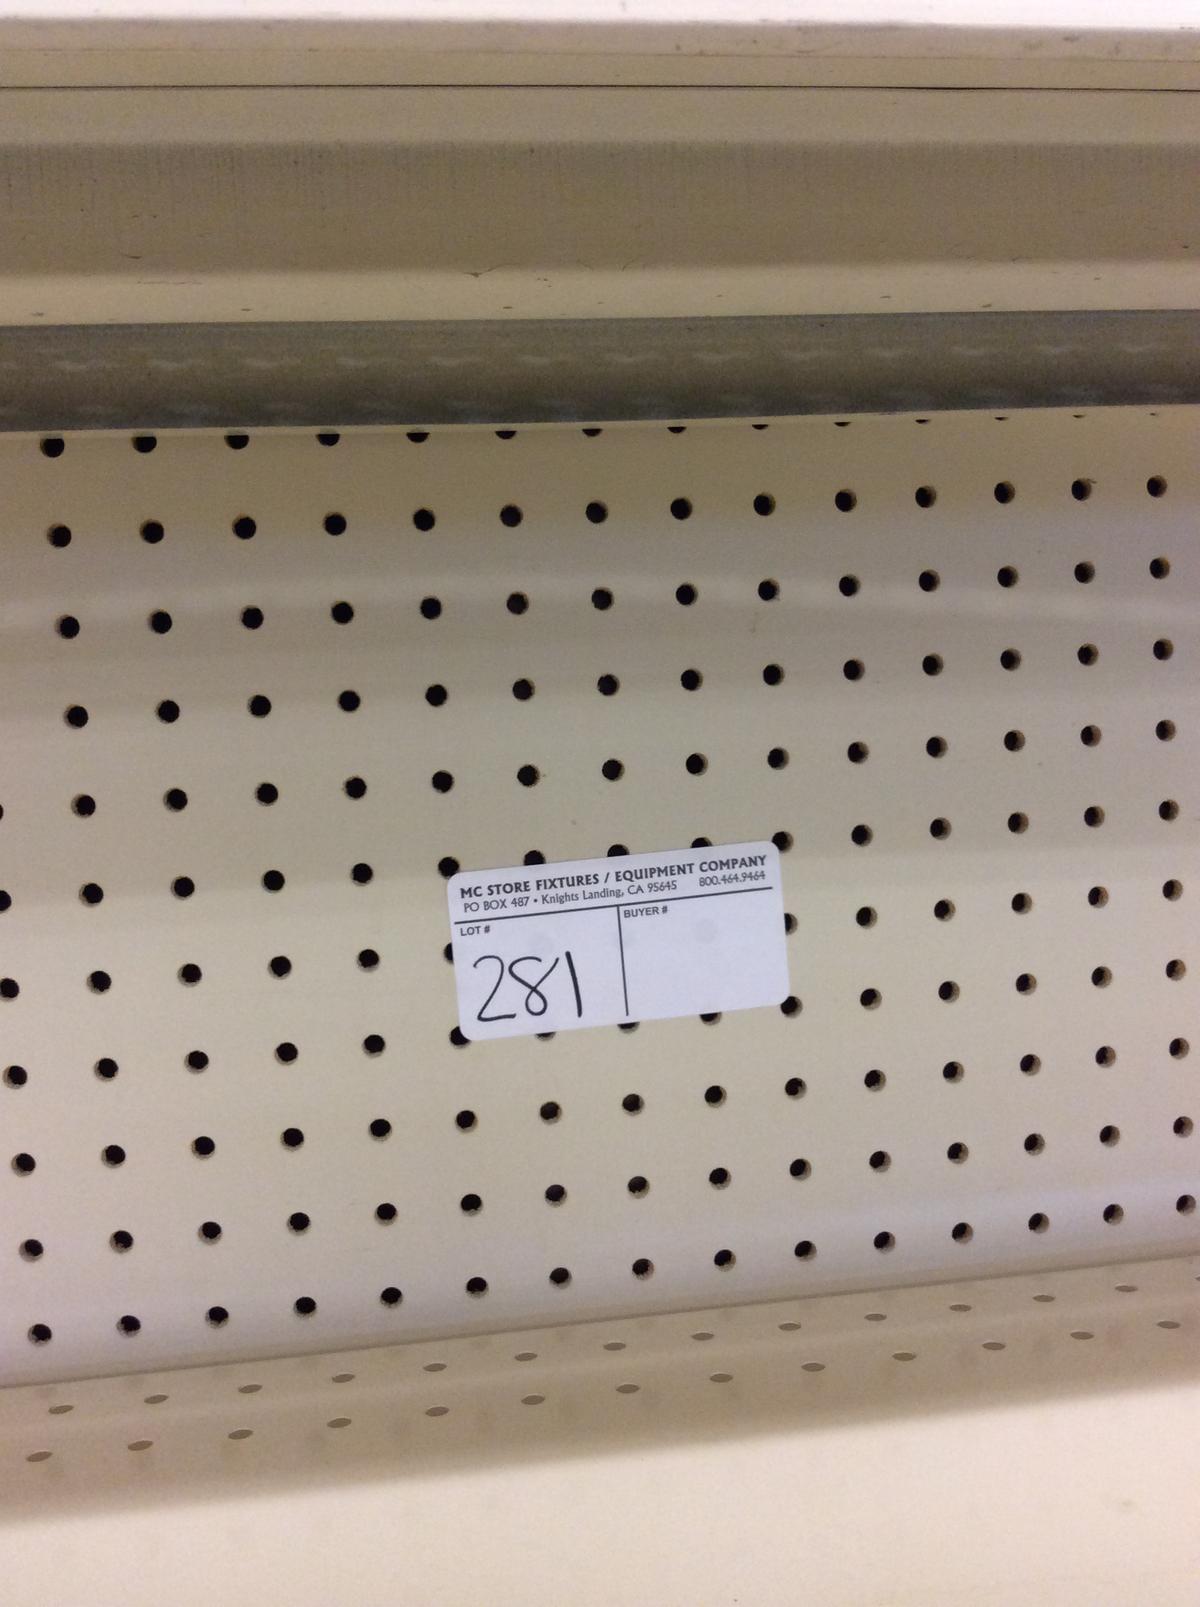 MC STORE FIXTURES / EQUIPMENT COMPANY
PO BOX 487 • Knights Landing, CA 95645 800.464.9464
LOT # BUYER #
281